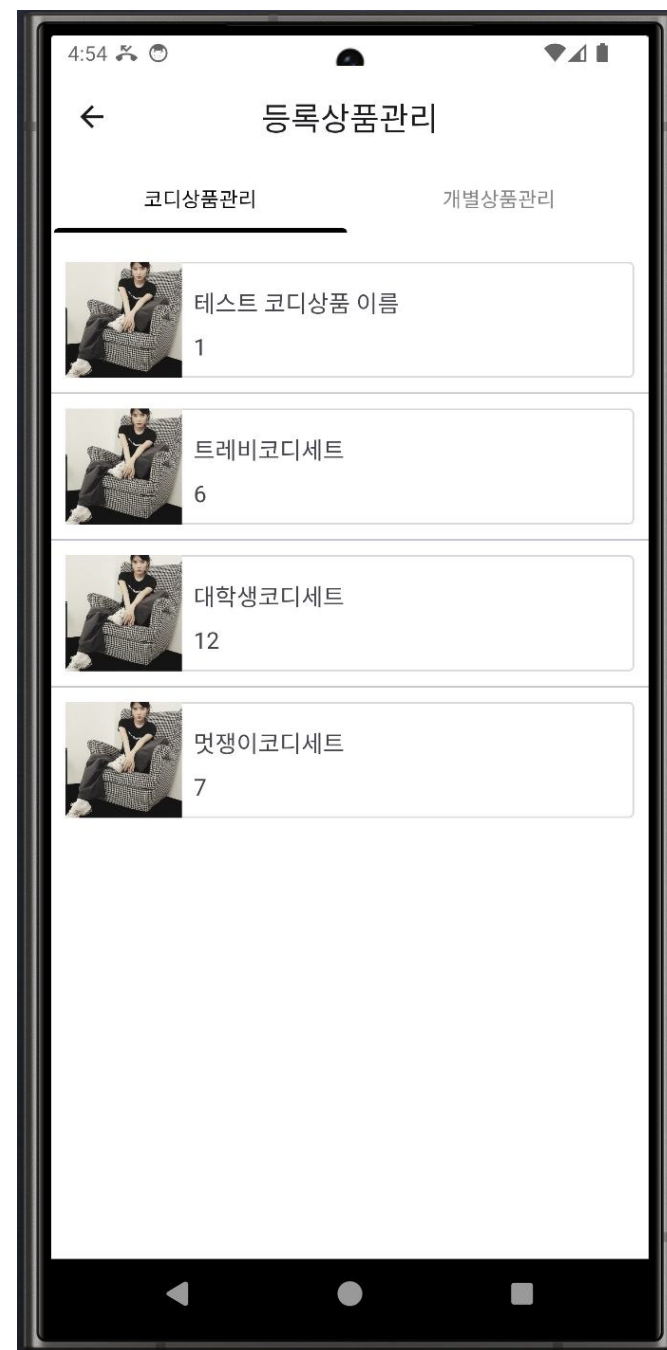 4:54
등록상품관리
코디상품관리 개별상품관리
테스트 코디상품 이름
1
트레비코디세트
6
대학생코디세트
12
멋쟁이코디세트
7